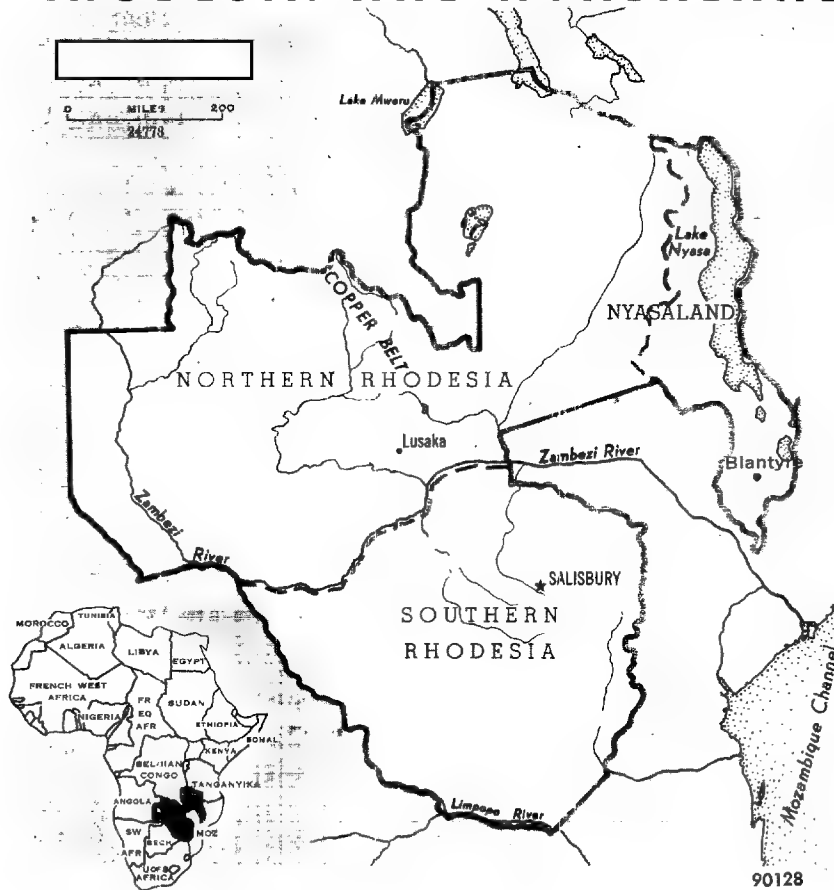 0 MILES 200
24778
Lake Mweru
Lake
Nyasa
COPPER BELT
NYASALAND
NORTHERN RHODESIA
Lusaka
Zambezi River
Blantyre
Zambezi
River
SALISBURY
SOUTHERN
RHODESIA
Mozambique Channel
Limpopo River
MOROCCO
TUNISIA
ALGERIA
LIBYA
EGYPT
FRENCH WEST
AFRICA
NIGERIA
FR
EQ
AFR
SUDAN
ETHIOPIA
SOMAL
KENYA
BELGIAN
CONGO
TANGANYIKA
ANGOLA
SW
AFR
BECH
MOZ
U OF S
AFRICA
90128